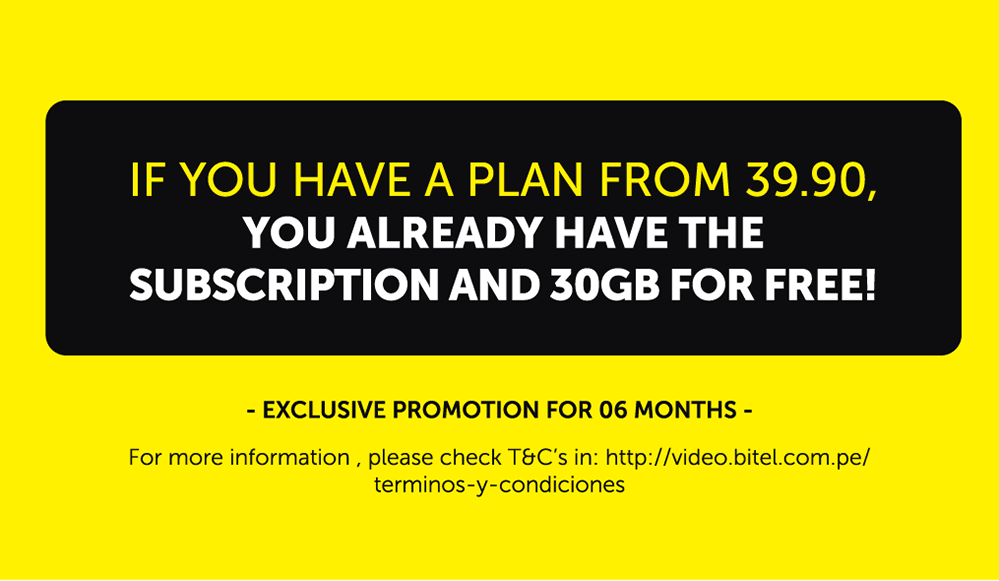 IF YOU HAVE A PLAN FROM 39.90,
YOU ALREADY HAVE THE
SUBSCRIPTION AND 30GB FOR FREE!
- EXCLUSIVE PROMOTION FOR 06 MONTHS -
For more information , please check T&C's in: http://video.bitel.com.pe/
terminos-y-condiciones